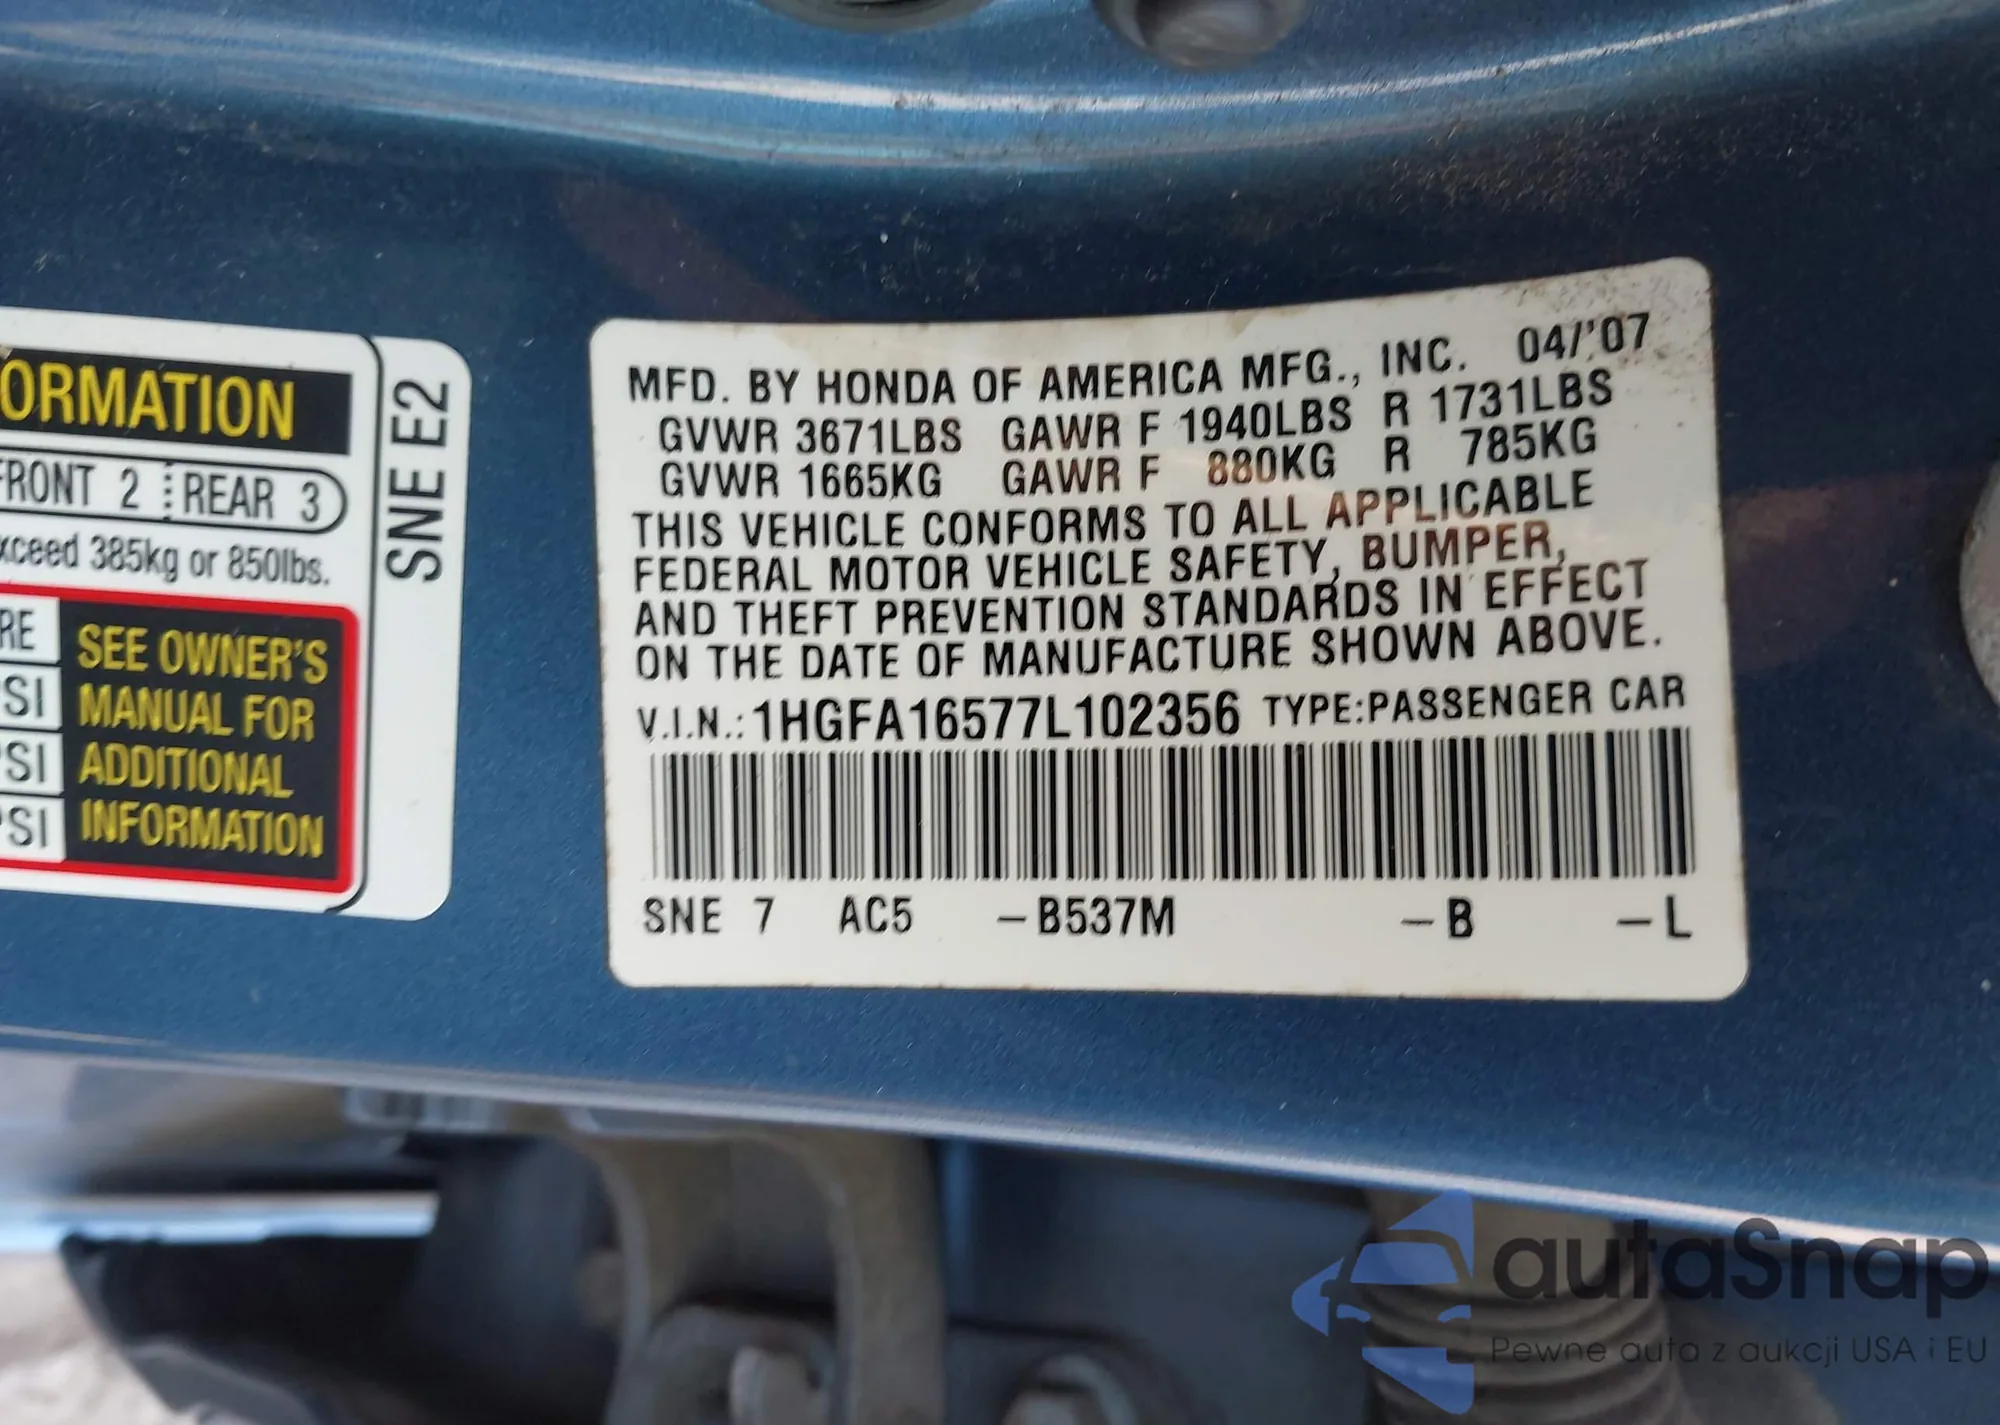 ORMATION
FRONT 2 REAR 3
xceed 385kg or 850lbs.
RE
SI
SI
PSI
SEE OWNER'S
MANUAL FOR
ADDITIONAL
INFORMATION
SNE E2
MFD. BY HONDA OF AMERICA MFG., INC. 04/'07
GVWR 3671LBS GAWR F 1940LBS R 1731LBS
GVWR 1665KG GAWR F 880KG R 785KG
THIS VEHICLE CONFORMS TO ALL APPLICABLE
FEDERAL MOTOR VEHICLE SAFETY, BUMPER,
AND THEFT PREVENTION STANDARDS IN EFFECT
ON THE DATE OF MANUFACTURE SHOWN ABOVE.
V.I.N.: 1HGFA16577L102356 TYPE:PASSENGER CAR
SNE 7 AC5 -B537M -B -L
autaSnap
Pewne auta z aukcji USA i EU